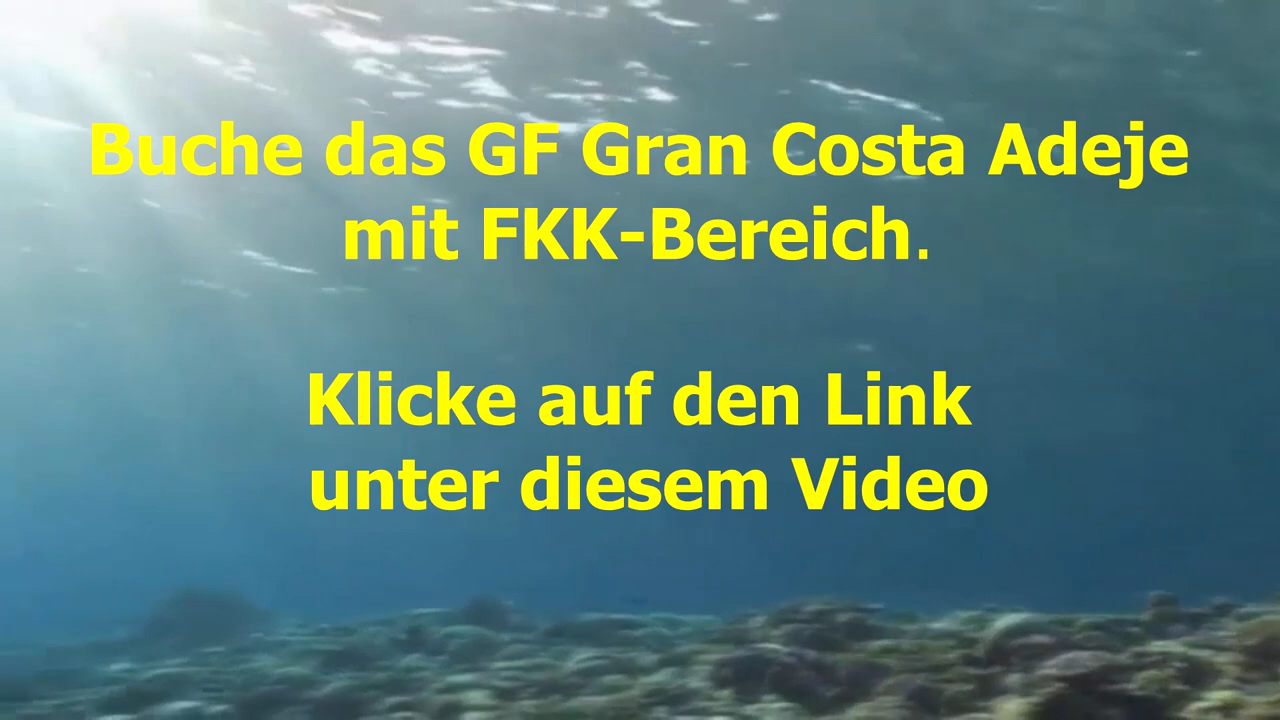 Buche das GF Gran Costa Adeje
mit FKK-Bereich.
Klicke auf den Link
unter diesem Video